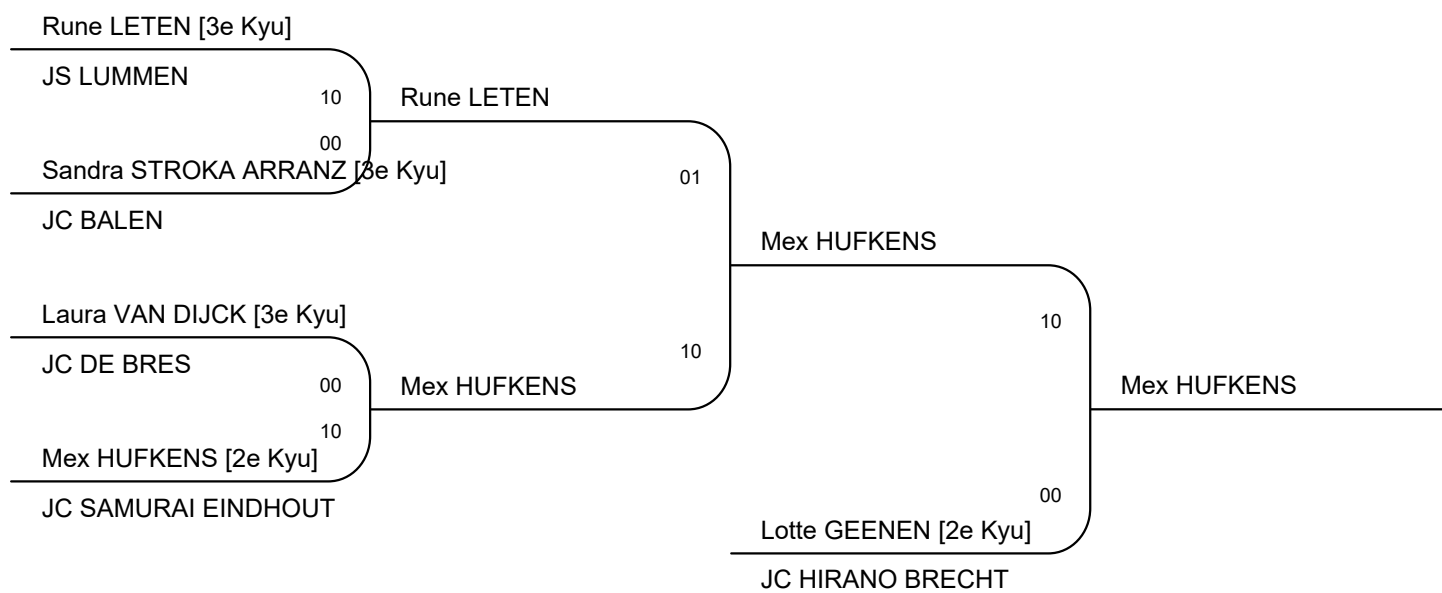 Rune LETEN [3e Kyu]
JS LUMMEN
10
Rune LETEN
00
Sandra STROKA ARRANZ [3e Kyu]
01
JC BALEN
Mex HUFKENS
Laura VAN DIJCK [3e Kyu]
10
JC DE BRES
10
00
Mex HUFKENS
Mex HUFKENS
10
Mex HUFKENS [2e Kyu]
00
JC SAMURAI EINDHOUT
Lotte GEENEN [2e Kyu]
JC HIRANO BRECHT